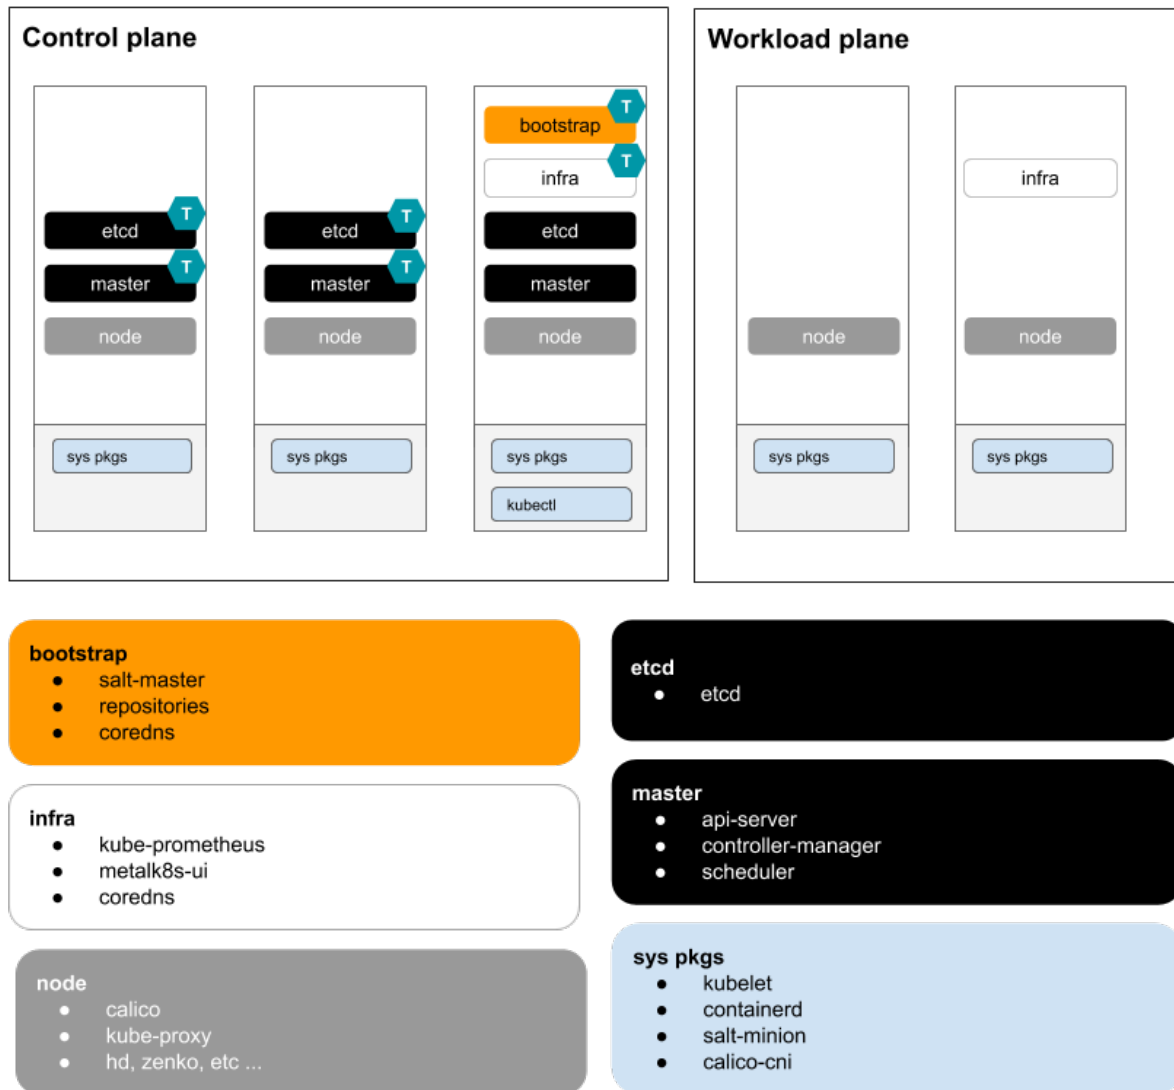 Control plane
T
etcd
T
master
node
sys pkgs
T
etcd
T
master
node
sys pkgs
T
bootstrap
T
infra
etcd
master
node
sys pkgs
kubectl
Workload plane
node
sys pkgs
infra
node
sys pkgs
bootstrap
● salt-master
● repositories
● coredns
infra
● kube-prometheus
● metalk8s-ui
● coredns
node
● calico
● kube-proxy
● hd, zenko, etc ...
etcd
● etcd
master
● api-server
● controller-manager
● scheduler
sys pkgs
● kubelet
● containerd
● salt-minion
● calico-cni